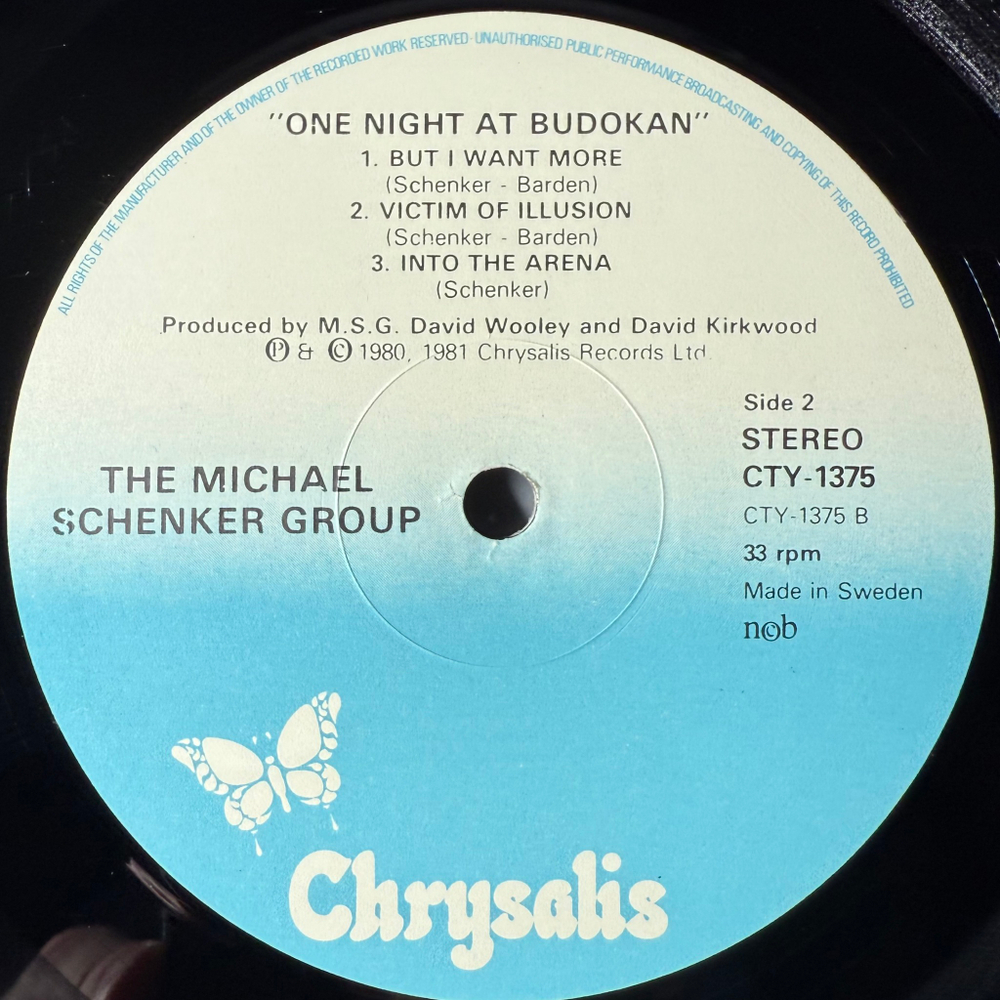 ALL RIGHTS OF THE MANUFACTURER AND OF THE OWNER OF THE RECORDED WORK RESERVED · UNAUTHORISED PUBLIC PERFORMANCE BROADCASTING AND COPYING OF THIS RECORD PROHIBITED
"ONE NIGHT AT BUDOKAN"
1. BUT I WANT MORE
(Schenker - Barden)
2. VICTIM OF ILLUSION
(Schenker - Barden)
3. INTO THE ARENA
(Schenker)
Produced by M.S.G. David Wooley and David Kirkwood
Ⓟ & © 1980, 1981 Chrysalis Records Ltd.
THE MICHAEL
SCHENKER GROUP
Side 2
STEREO
CTY-1375
CTY-1375 B
33 rpm
Made in Sweden
n©b
Chrysalis